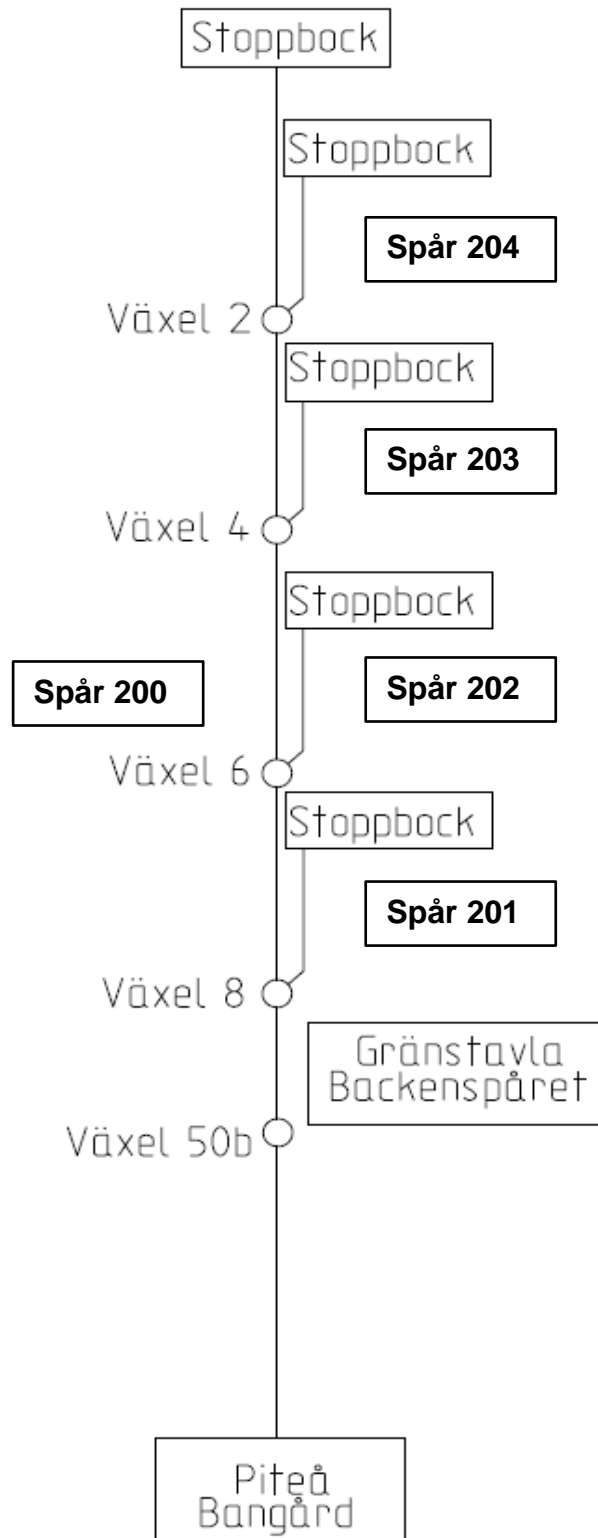 Stoppbock
Stoppbock
Spår 204
Växel 2
Stoppbock
Spår 203
Växel 4
Stoppbock
Spår 200
Spår 202
Växel 6
Stoppbock
Spår 201
Växel 8
Gränstavla
Backenspåret
Växel 50b
Piteå
Bangård